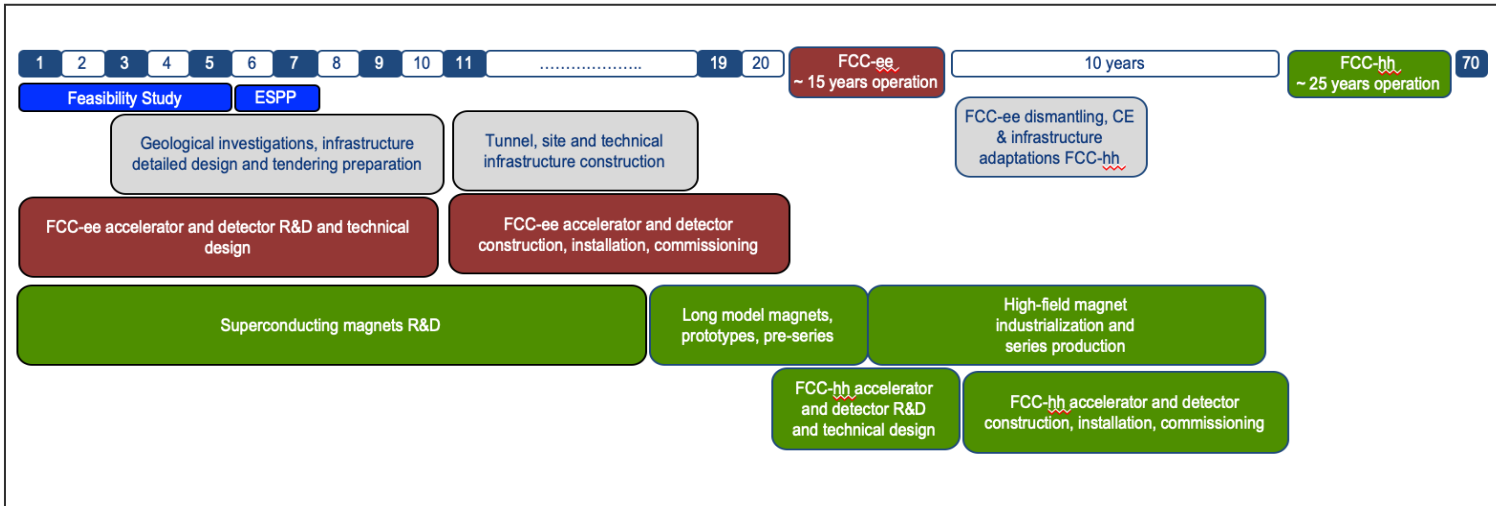 1 2 3 4 5 6 7 8 9 10 11 ………………. 19 20 FCC-ee 10 years FCC-hh 70
~ 15 years operation ~ 25 years operation
Feasibility Study ESPP
Geological investigations, infrastructure
detailed design and tendering preparation
Tunnel, site and technical
infrastructure construction
FCC-ee dismantling, CE
& infrastructure
adaptations FCC-hh
FCC-ee accelerator and detector R&D and technical
design
FCC-ee accelerator and detector
construction, installation, commissioning
Superconducting magnets R&D
Long model magnets,
prototypes, pre-series
High-field magnet
industrialization and
series production
FCC-hh accelerator
and detector R&D
and technical design
FCC-hh accelerator and detector
construction, installation, commissioning